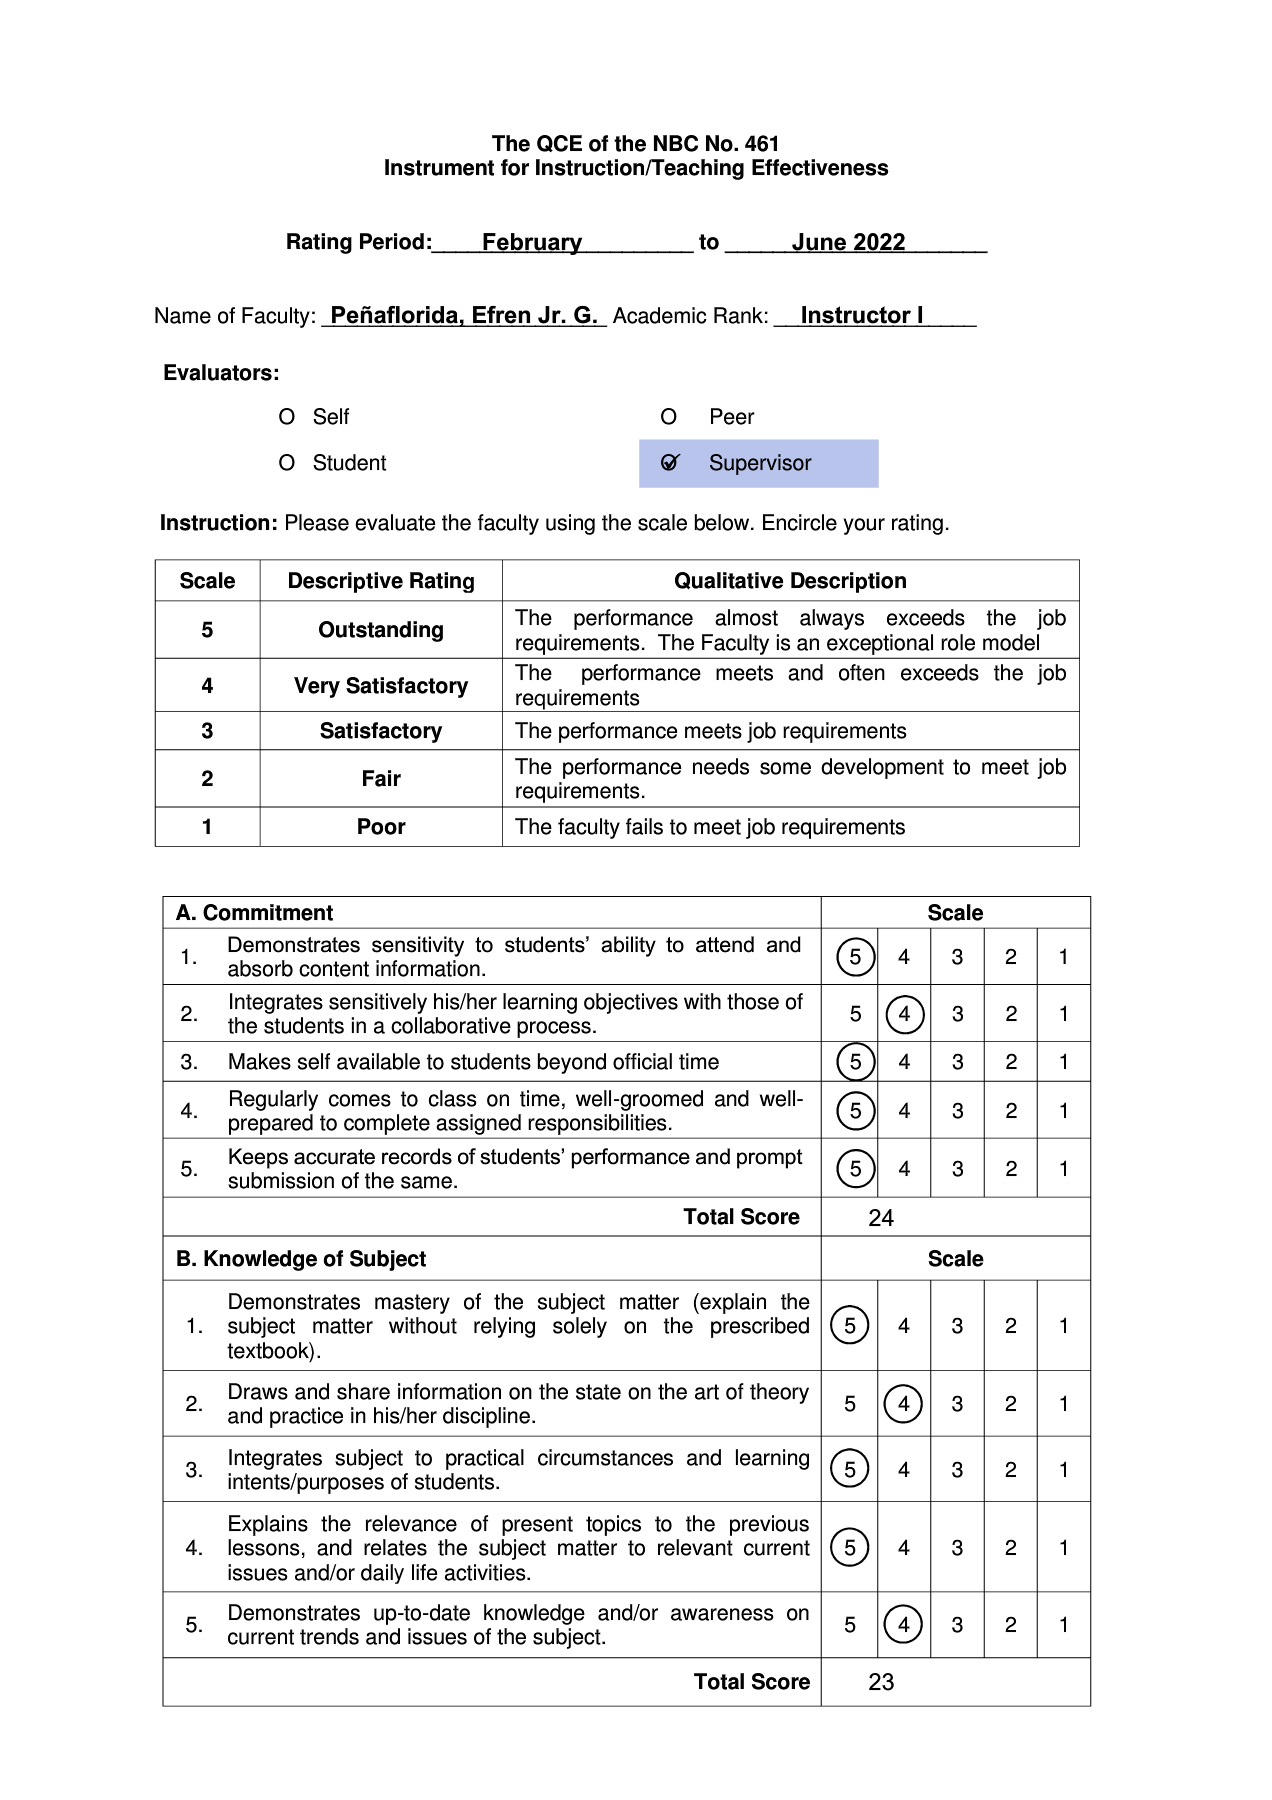 The QCE of the NBC No. 461
Instrument for Instruction/Teaching Effectiveness
Rating Period:____February_________ to _____June 2022______
Name of Faculty: _Peñaflorida, Efren Jr. G._ Academic Rank: __Instructor I____
Evaluators:
O Self O Peer
O Student O Supervisor
Instruction: Please evaluate the faculty using the scale below. Encircle your rating.
Scale Descriptive Rating Qualitative Description
5 Outstanding The performance almost always exceeds the job
requirements. The Faculty is an exceptional role model
4 Very Satisfactory The performance meets and often exceeds the job
requirements
3 Satisfactory The performance meets job requirements
2 Fair The performance needs some development to meet job
requirements.
1 Poor The faculty fails to meet job requirements
A. Commitment Scale
1. Demonstrates sensitivity to students’ ability to attend and
absorb content information. 5 4 3 2 1
2. Integrates sensitively his/her learning objectives with those of
the students in a collaborative process. 5 4 3 2 1
3. Makes self available to students beyond official time 5 4 3 2 1
4. Regularly comes to class on time, well-groomed and well-
prepared to complete assigned responsibilities. 5 4 3 2 1
5. Keeps accurate records of students’ performance and prompt
submission of the same. 5 4 3 2 1
Total Score 24
B. Knowledge of Subject Scale
Demonstrates mastery of the subject matter (explain the
1. subject matter without relying solely on the prescribed 5 4 3 2 1
textbook).
2. Draws and share information on the state on the art of theory
and practice in his/her discipline. 5 4 3 2 1
3. Integrates subject to practical circumstances and learning
intents/purposes of students. 5 4 3 2 1
Explains the relevance of present topics to the previous
4. lessons, and relates the subject matter to relevant current 5 4 3 2 1
issues and/or daily life activities.
5. Demonstrates up-to-date knowledge and/or awareness on
current trends and issues of the subject. 5 4 3 2 1
Total Score 23